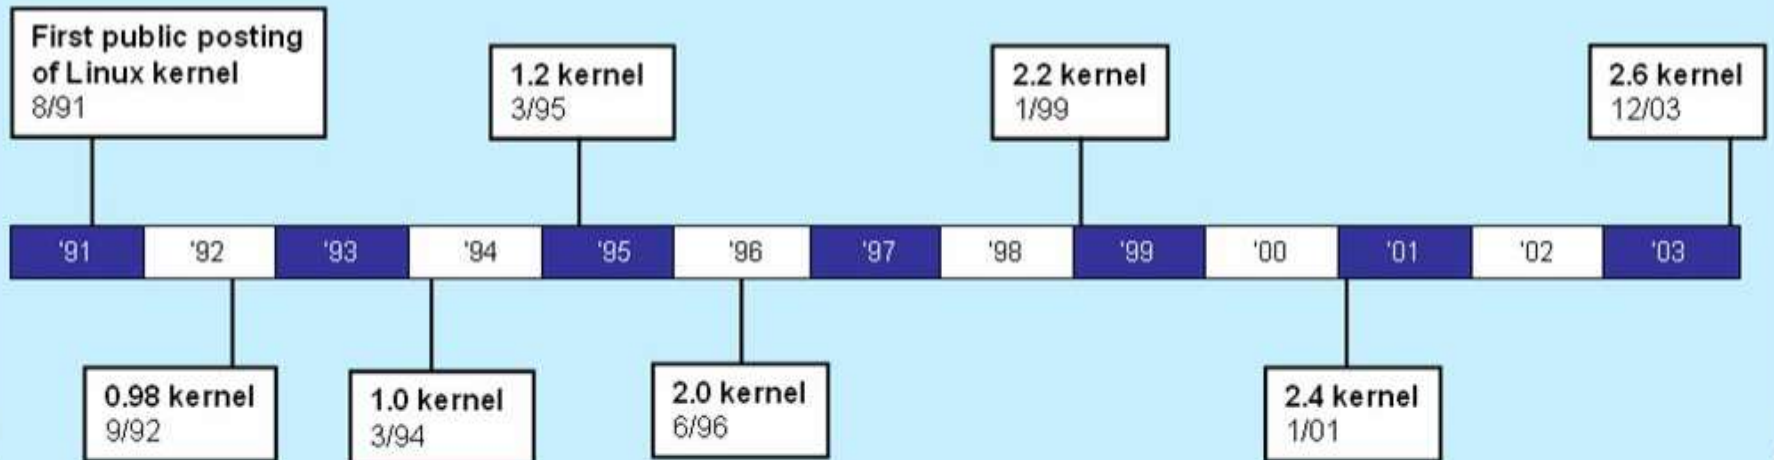 First public posting
of Linux kernel
8/91
1.2 kernel
3/95
2.2 kernel
1/99
2.6 kernel
12/03
'91 '92 '93 '94 '95 '96 '97 '98 '99 '00 '01 '02 '03
0.98 kernel
9/92
1.0 kernel
3/94
2.0 kernel
6/96
2.4 kernel
1/01